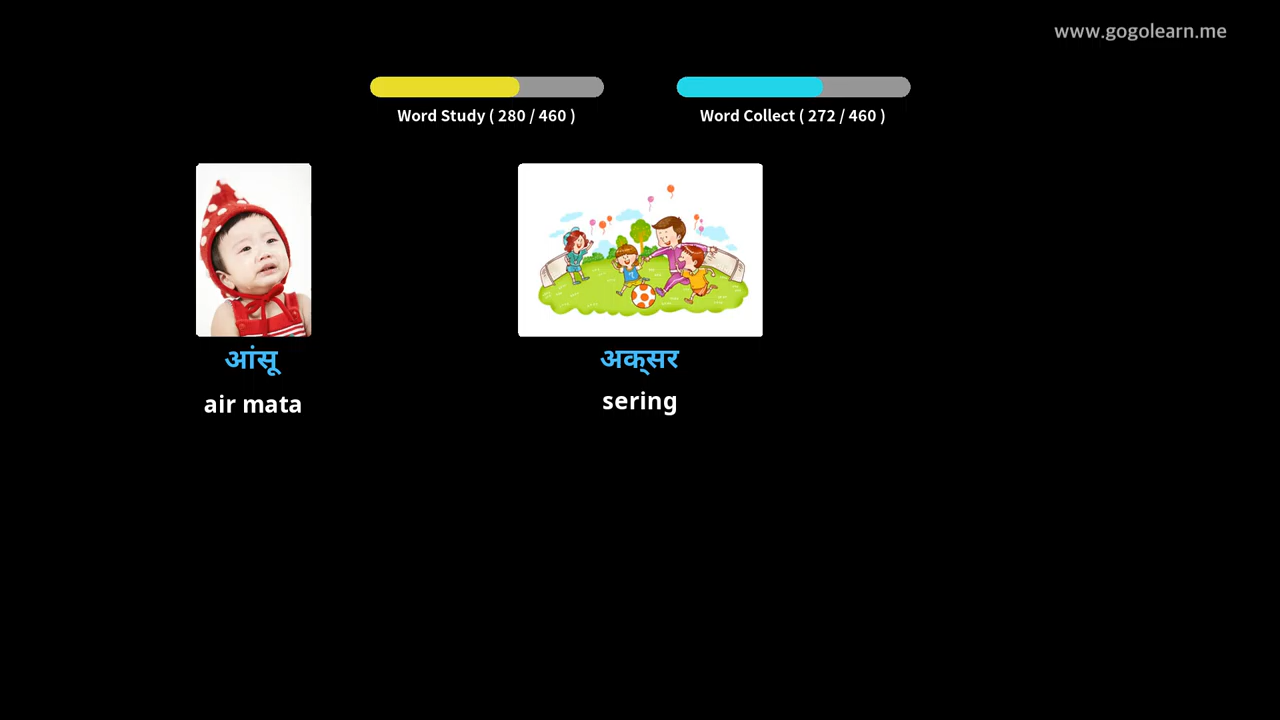 www.gogolearn.me
Word Study ( 280 / 460 )
Word Collect ( 272 / 460 )
आंसू
air mata
अक्सर
sering